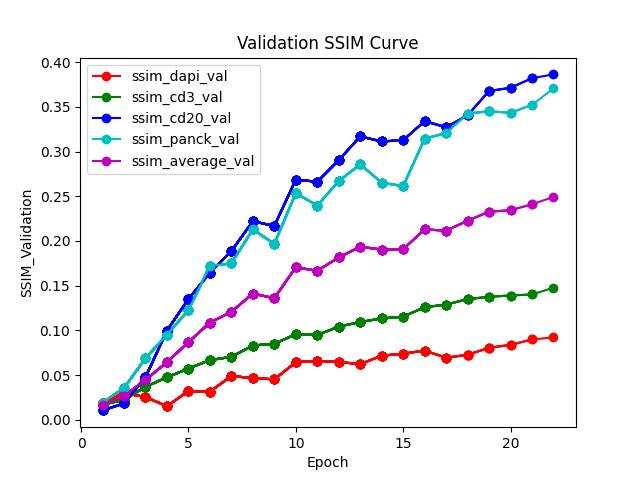 Validation SSIM Curve
ssim_dapi_val
ssim_cd3_val
ssim_cd20_val
ssim_panck_val
ssim_average_val
SSIM_Validation
0.40
0.35
0.30
0.25
0.20
0.15
0.10
0.05
0.00
0 5 10 15 20
Epoch